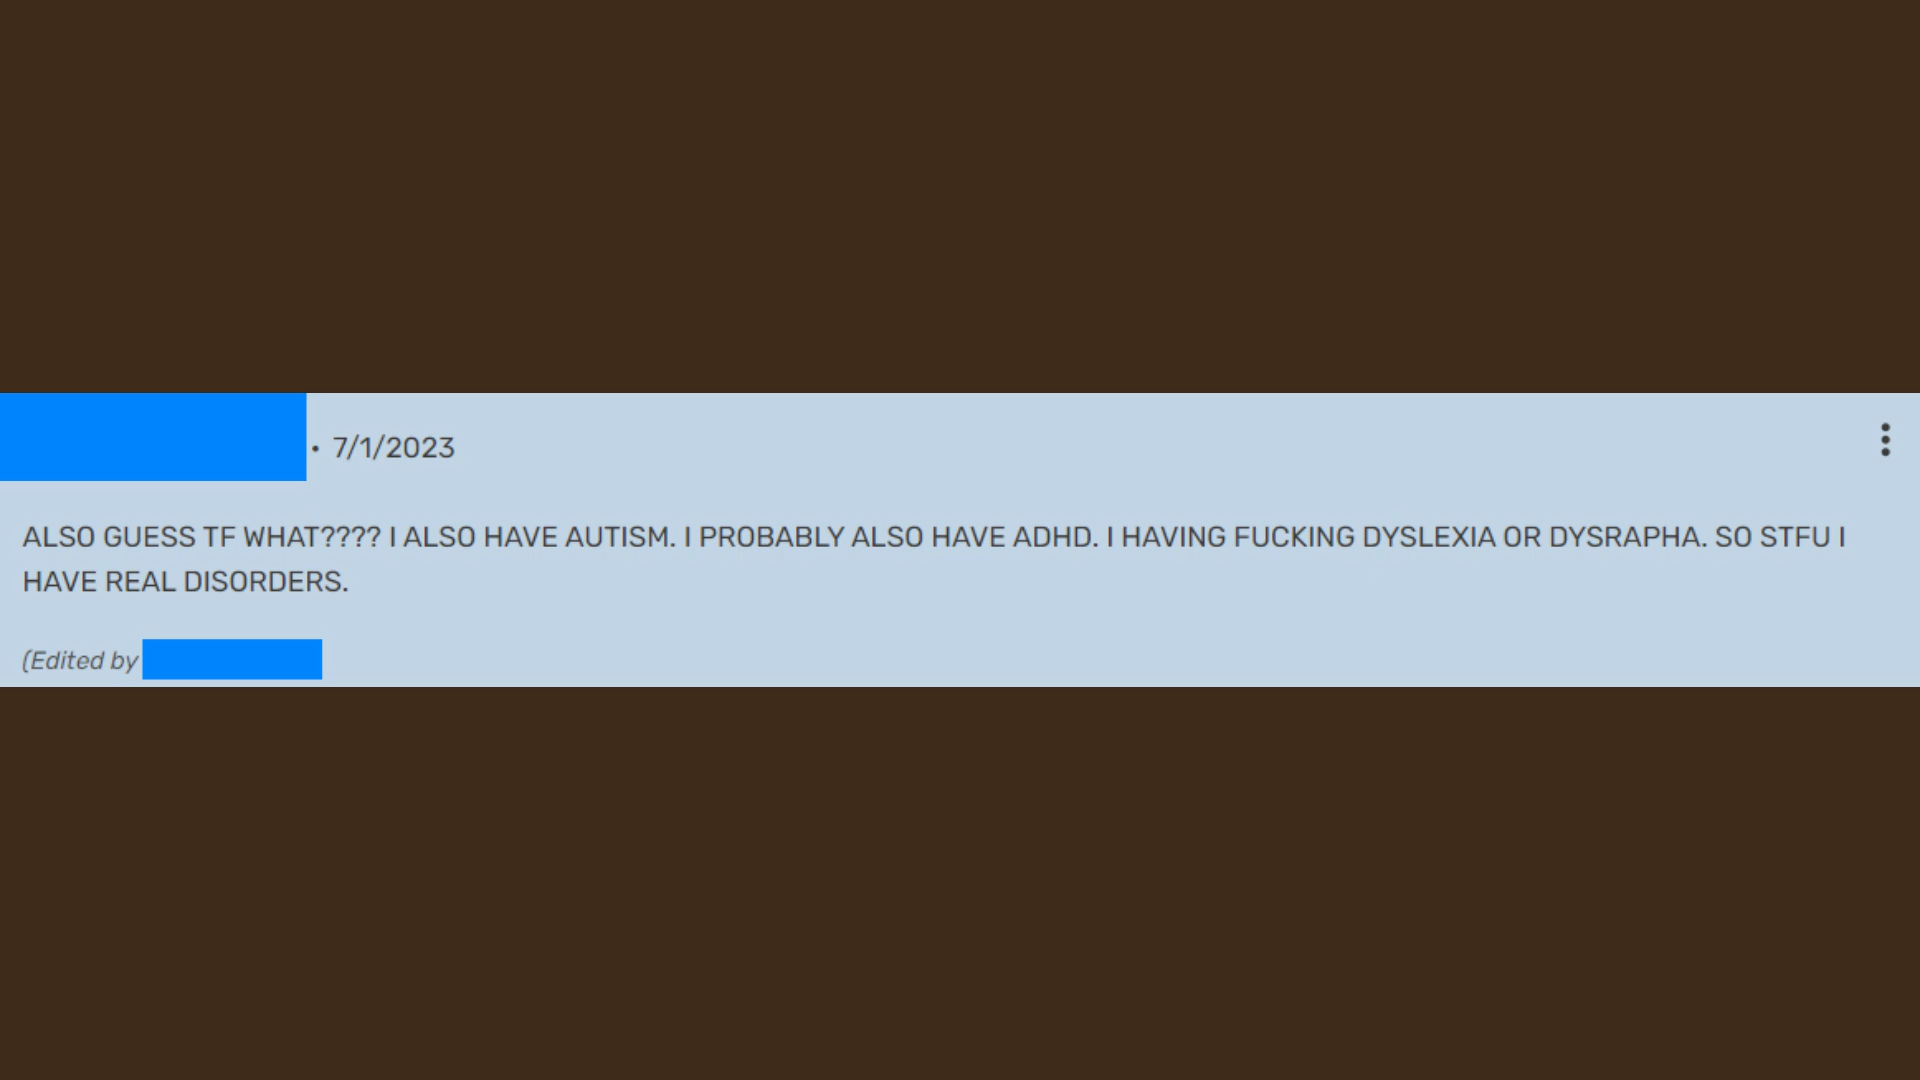 • 7/1/2023
ALSO GUESS TF WHAT???? I ALSO HAVE AUTISM. I PROBABLY ALSO HAVE ADHD. I HAVING FUCKING DYSLEXIA OR DYSRAPHA. SO STFU I
HAVE REAL DISORDERS.
(Edited by